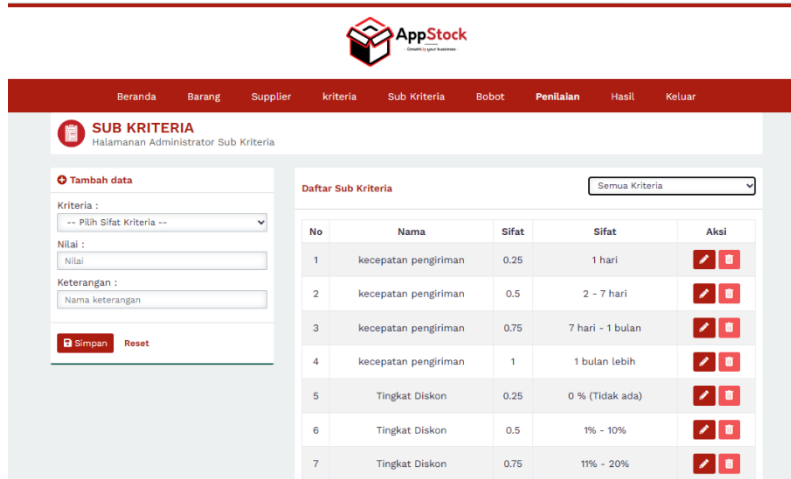 AppStock
Beranda Barang Supplier kriteria Sub Kriteria Bobot Penilaian Hasil Keluar
SUB KRITERIA
Halamanan Administrator Sub Kriteria
Tambah data
Kriteria :
-- Pilih Sifat Kriteria --
Nilai :
Nilai
Keterangan :
Nama keterangan
Simpan Reset
Daftar Sub Kriteria Semua Kriteria
No Nama Sifat Sifat Aksi
1 kecepatan pengiriman 0.25 1 hari
2 kecepatan pengiriman 0.5 2 - 7 hari
3 kecepatan pengiriman 0.75 7 hari - 1 bulan
4 kecepatan pengiriman 1 1 bulan lebih
5 Tingkat Diskon 0.25 0 % (Tidak ada)
6 Tingkat Diskon 0.5 1% - 10%
7 Tingkat Diskon 0.75 11% - 20%